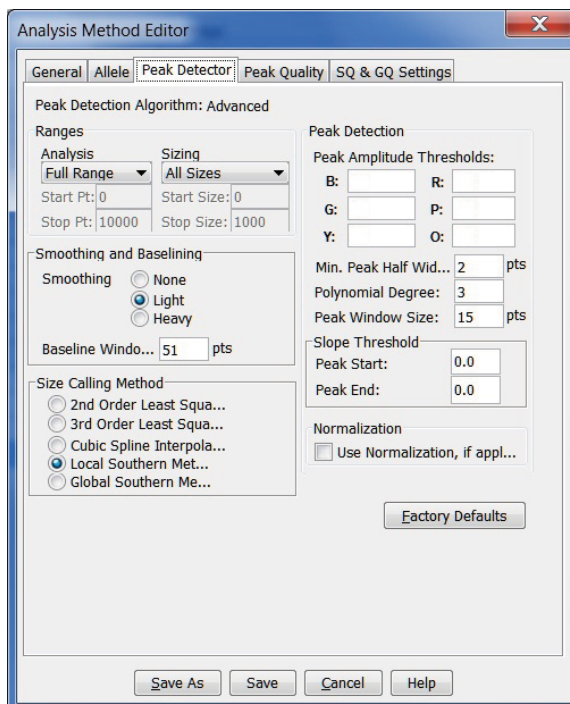 Analysis Method Editor
General Allele Peak Detector Peak Quality SQ & GQ Settings
Peak Detection Algorithm: Advanced
Ranges
Analysis Sizing
Full Range All Sizes
Start Pt: 0 Start Size: 0
Stop Pt: 10000 Stop Size: 1000
Smoothing and Baselining
Smoothing None
Light
Heavy
Baseline Windo... 51 pts
Size Calling Method
2nd Order Least Squa...
3rd Order Least Squa...
Cubic Spline Interpola...
Local Southern Met...
Global Southern Me...
Peak Detection
Peak Amplitude Thresholds:
B: R:
G: P:
Y: O:
Min. Peak Half Wid... 2 pts
Polynomial Degree: 3
Peak Window Size: 15 pts
Slope Threshold
Peak Start: 0.0
Peak End: 0.0
Normalization
Use Normalization, if appl...
Factory Defaults
Save As Save Cancel Help